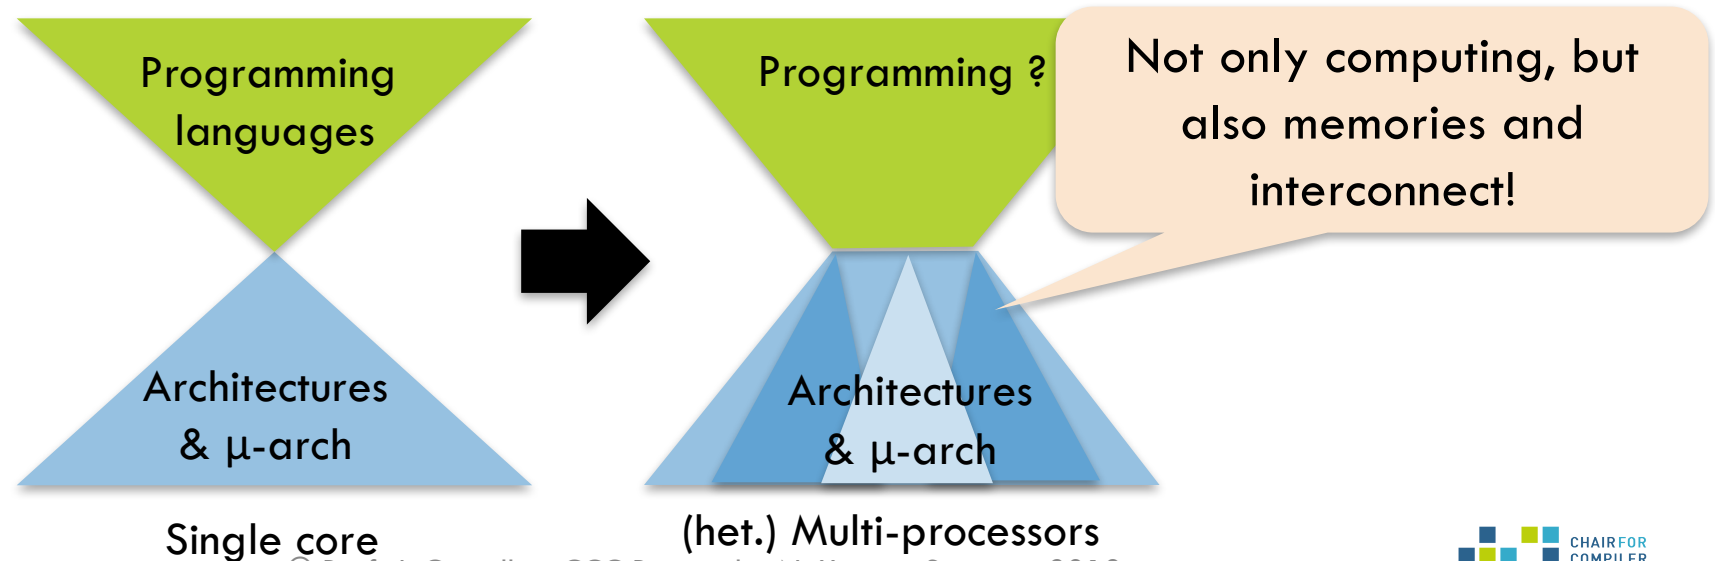 Programming
languages
Programming ?
Not only computing, but
also memories and
interconnect!
Architectures
& μ-arch
Architectures
& μ-arch
Single core
(het.) Multi-processors
CHAIR FOR
COMPILER